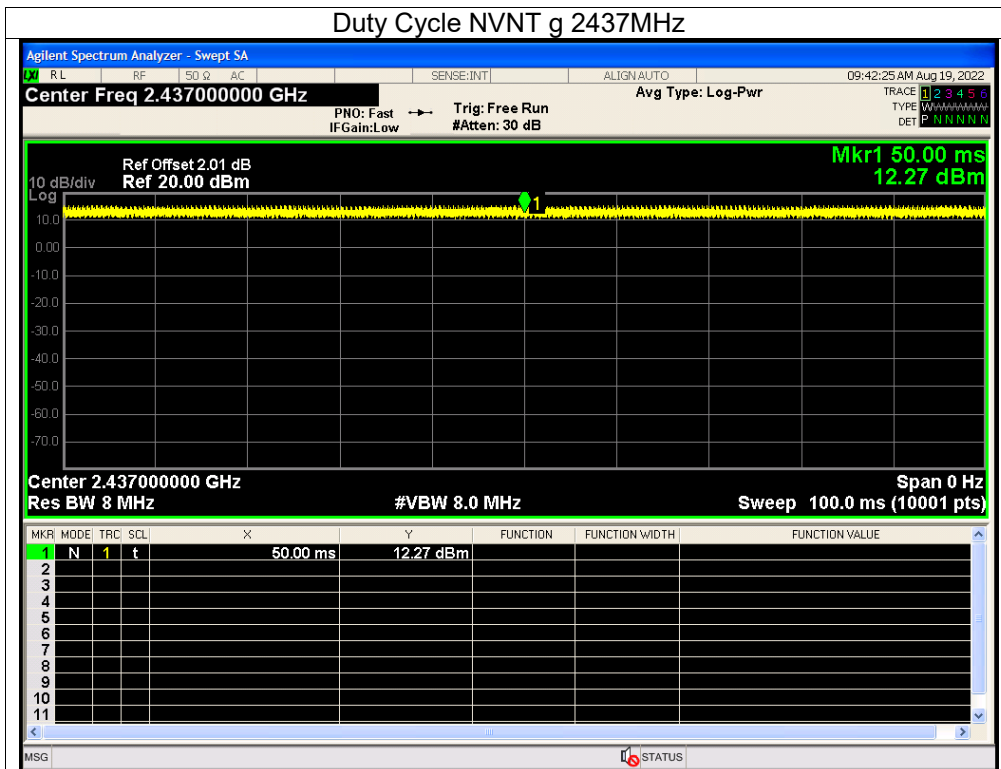 Duty Cycle NVNT g 2437MHz
Agilent Spectrum Analyzer - Swept SA
LXI RL RF 50 Ω AC SENSE:INT ALIGN AUTO 09:42:25 AM Aug 19, 2022
Center Freq 2.437000000 GHz Avg Type: Log-Pwr TRACE 1 2 3 4 5 6
PNO: Fast Trig: Free Run TYPE WWWWWW
IFGain:Low #Atten: 30 dB DET P N N N N N
Mkr1 50.00 ms
Ref Offset 2.01 dB
10 dB/div Ref 20.00 dBm 12.27 dBm
Log
1
10.0
0.00
-10.0
-20.0
-30.0
-40.0
-50.0
-60.0
-70.0
Center 2.437000000 GHz Span 0 Hz
Res BW 8 MHz #VBW 8.0 MHz Sweep 100.0 ms (10001 pts)
MKR MODE TRC SCL X Y FUNCTION FUNCTION WIDTH FUNCTION VALUE
1 N 1 t 50.00 ms 12.27 dBm
2
3
4
5
6
7
8
9
10
11
MSG STATUS